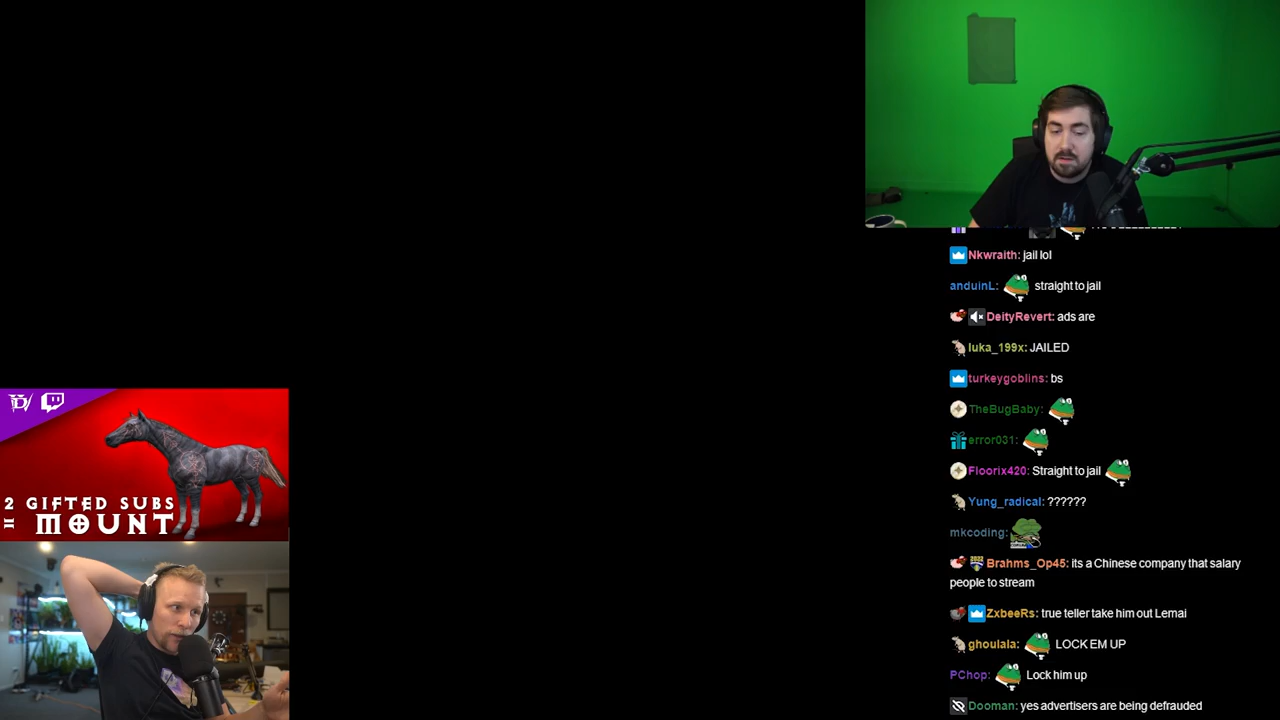 Nkwraith: jail lol
anduinL: straight to jail
DeityRevert: ads are
luka_199x: JAILED
turkeygoblins: bs
TheBugBaby:
error031:
Floorix420: Straight to jail
Yung_radical: ??????
mkcoding:
Brahms_Op45: its a Chinese company that salary
people to stream
ZxbeeRs: true teller take him out Lemai
ghoulala: LOCK EM UP
PChop: Lock him up
Dooman: yes advertisers are being defrauded
2 GIFTED SUBS
= MOUNT